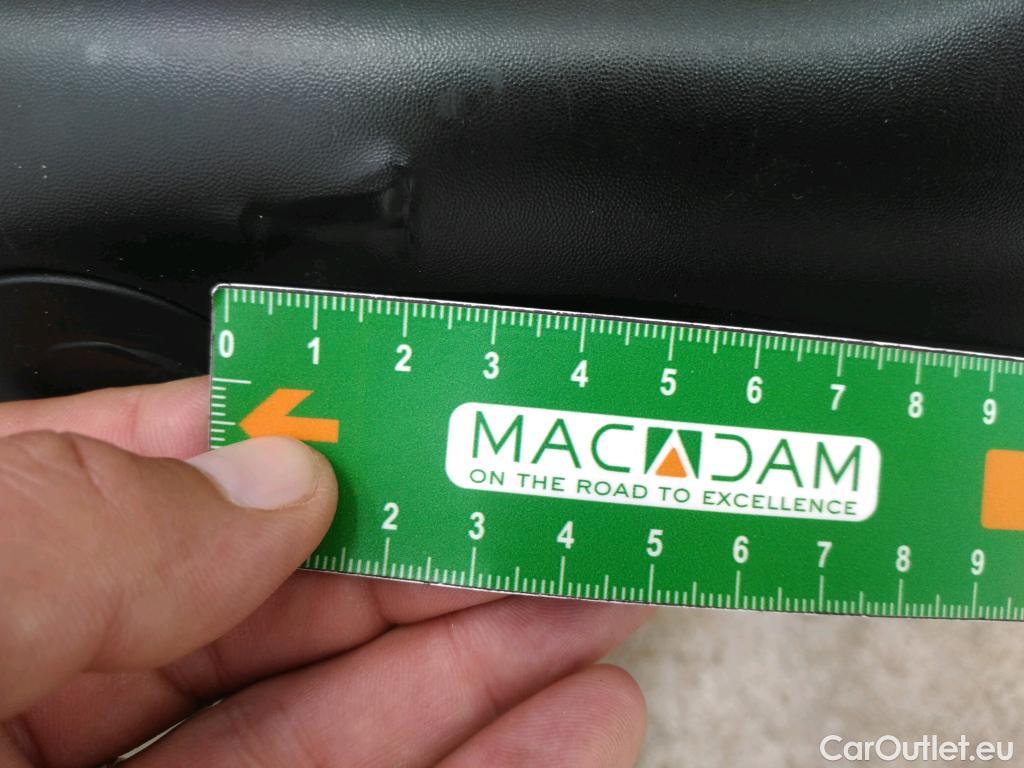 0 1 2 3 4 5 6 7 8 9
MACADAM
ON THE ROAD TO EXCELLENCE
2 3 4 5 6 7 8 9
CarOutlet.eu